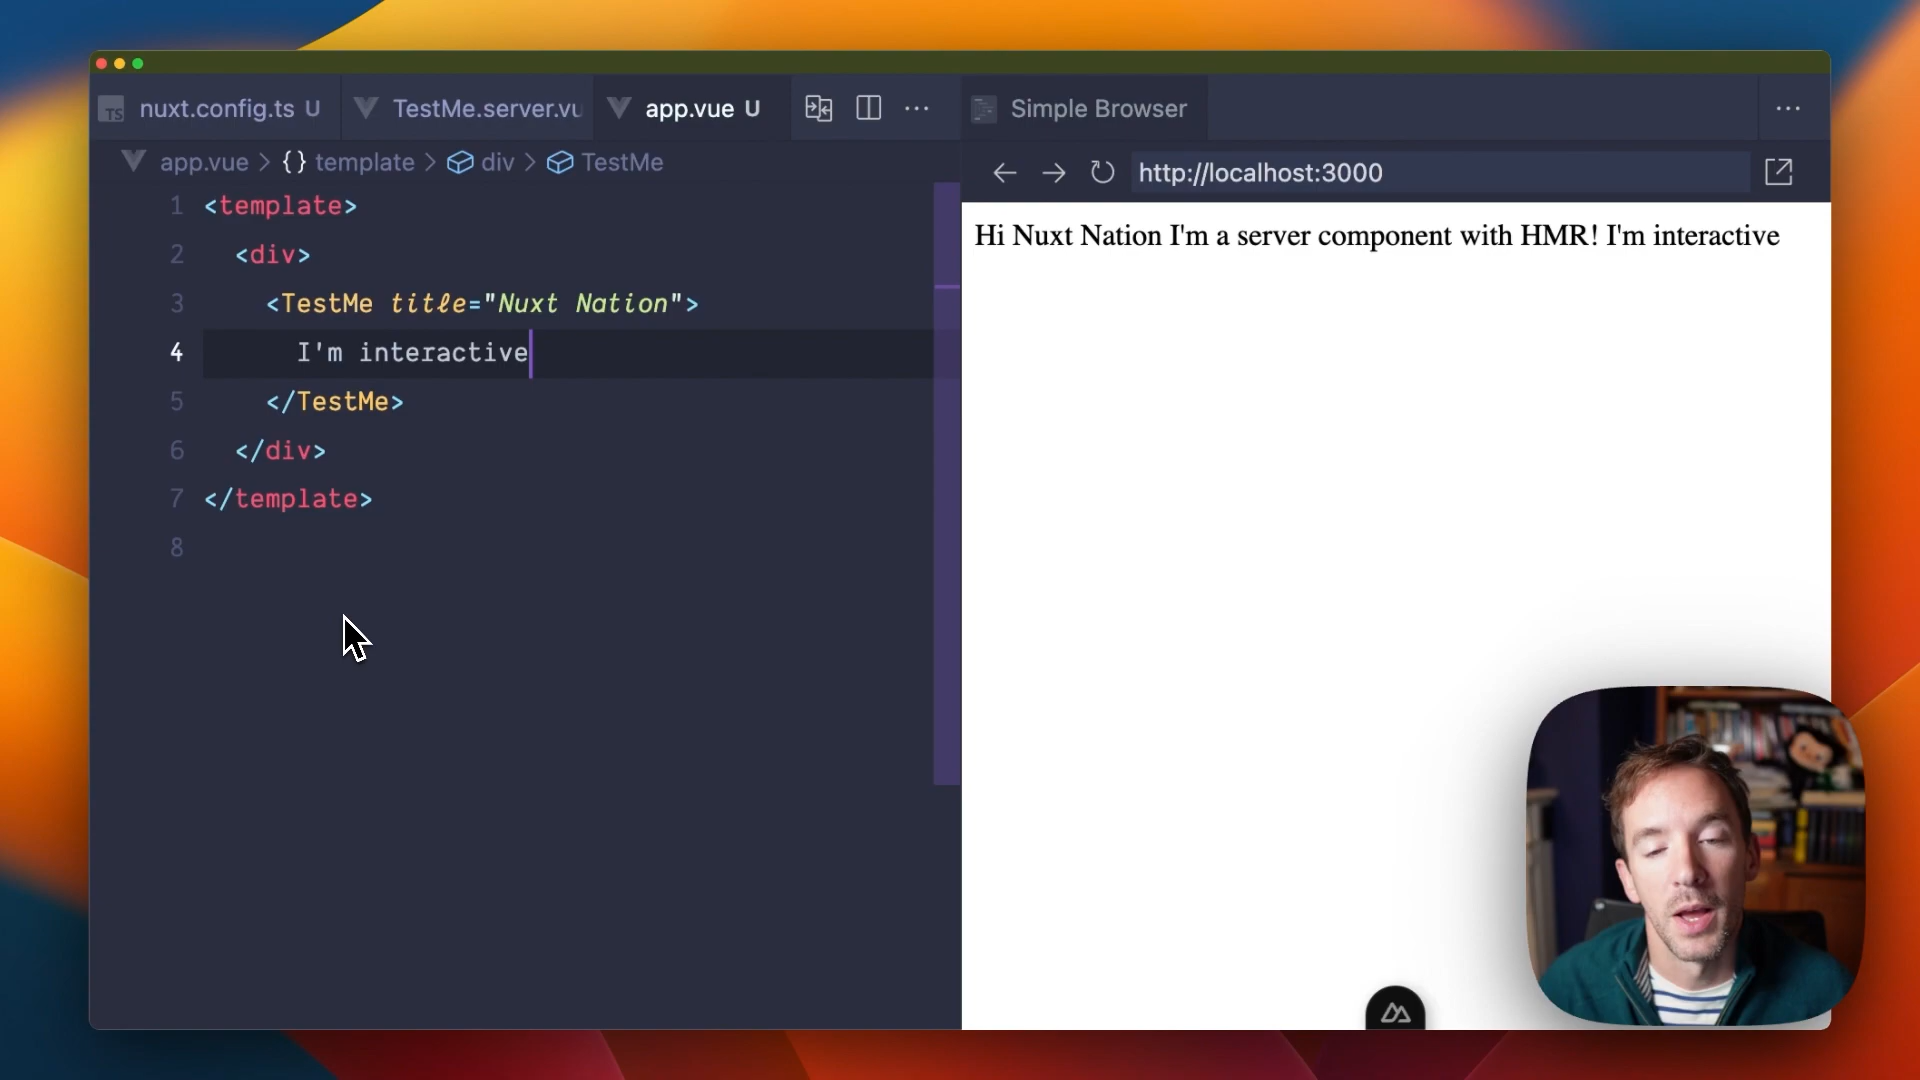 nuxt.config.ts U
TestMe.server.vu
app.vue U
Simple Browser
app.vue > {} template > div > TestMe
http://localhost:3000
1 <template>
2 <div>
3 <TestMe title="Nuxt Nation">
4 I'm interactive
5 </TestMe>
6 </div>
7 </template>
8
Hi Nuxt Nation I'm a server component with HMR! I'm interactive